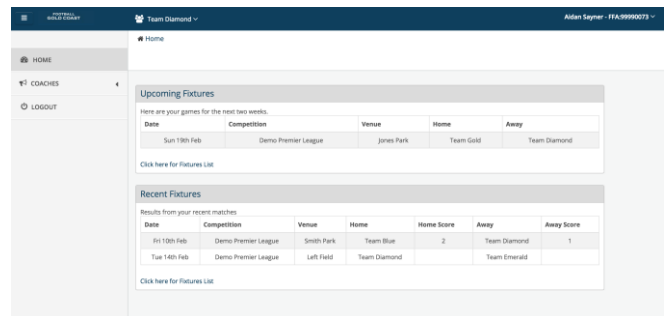 FOOTBALL
GOLD COAST
Team Diamond
Aidan Sayner - FFA:99990073
Home
HOME
COACHES
LOGOUT
Upcoming Fixtures
Here are your games for the next two weeks.
Date Competition Venue Home Away
Sun 19th Feb Demo Premier League Jones Park Team Gold Team Diamond
Click here for Fixtures List
Recent Fixtures
Results from your recent matches
Date Competition Venue Home Home Score Away Away Score
Fri 10th Feb Demo Premier League Smith Park Team Blue 2 Team Diamond 1
Tue 14th Feb Demo Premier League Left Field Team Diamond Team Emerald
Click here for Fixtures List